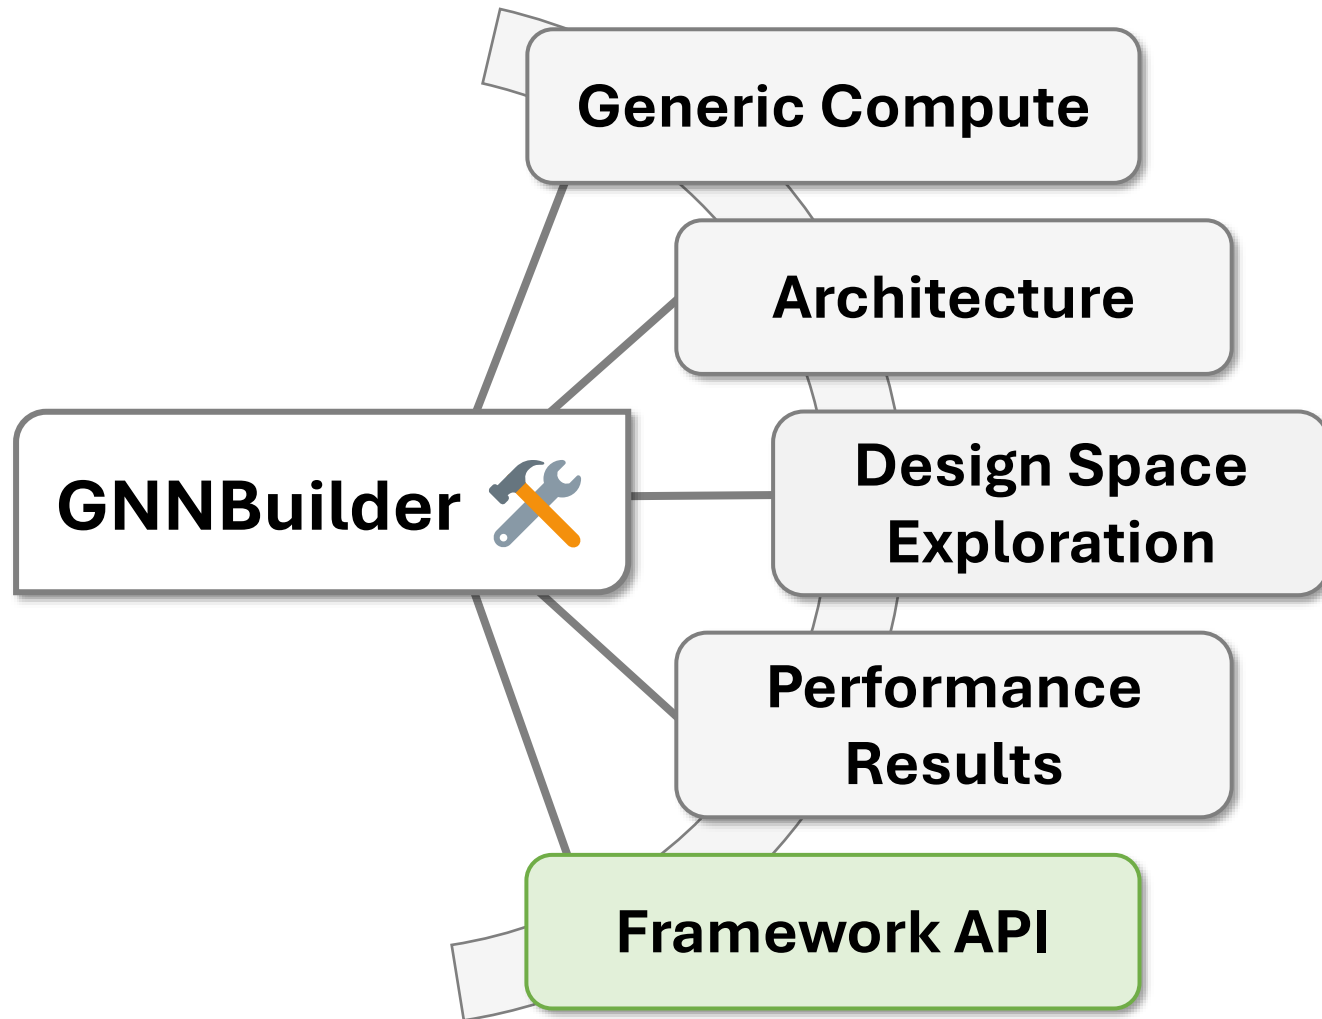 Generic Compute
Architecture
GNNBuilder
Design Space
Exploration
Performance
Results
Framework API